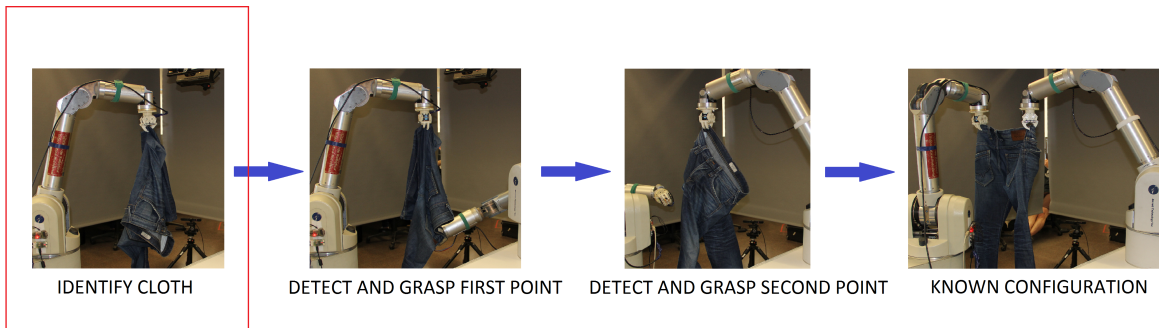 IDENTIFY CLOTH
DETECT AND GRASP FIRST POINT
DETECT AND GRASP SECOND POINT
KNOWN CONFIGURATION